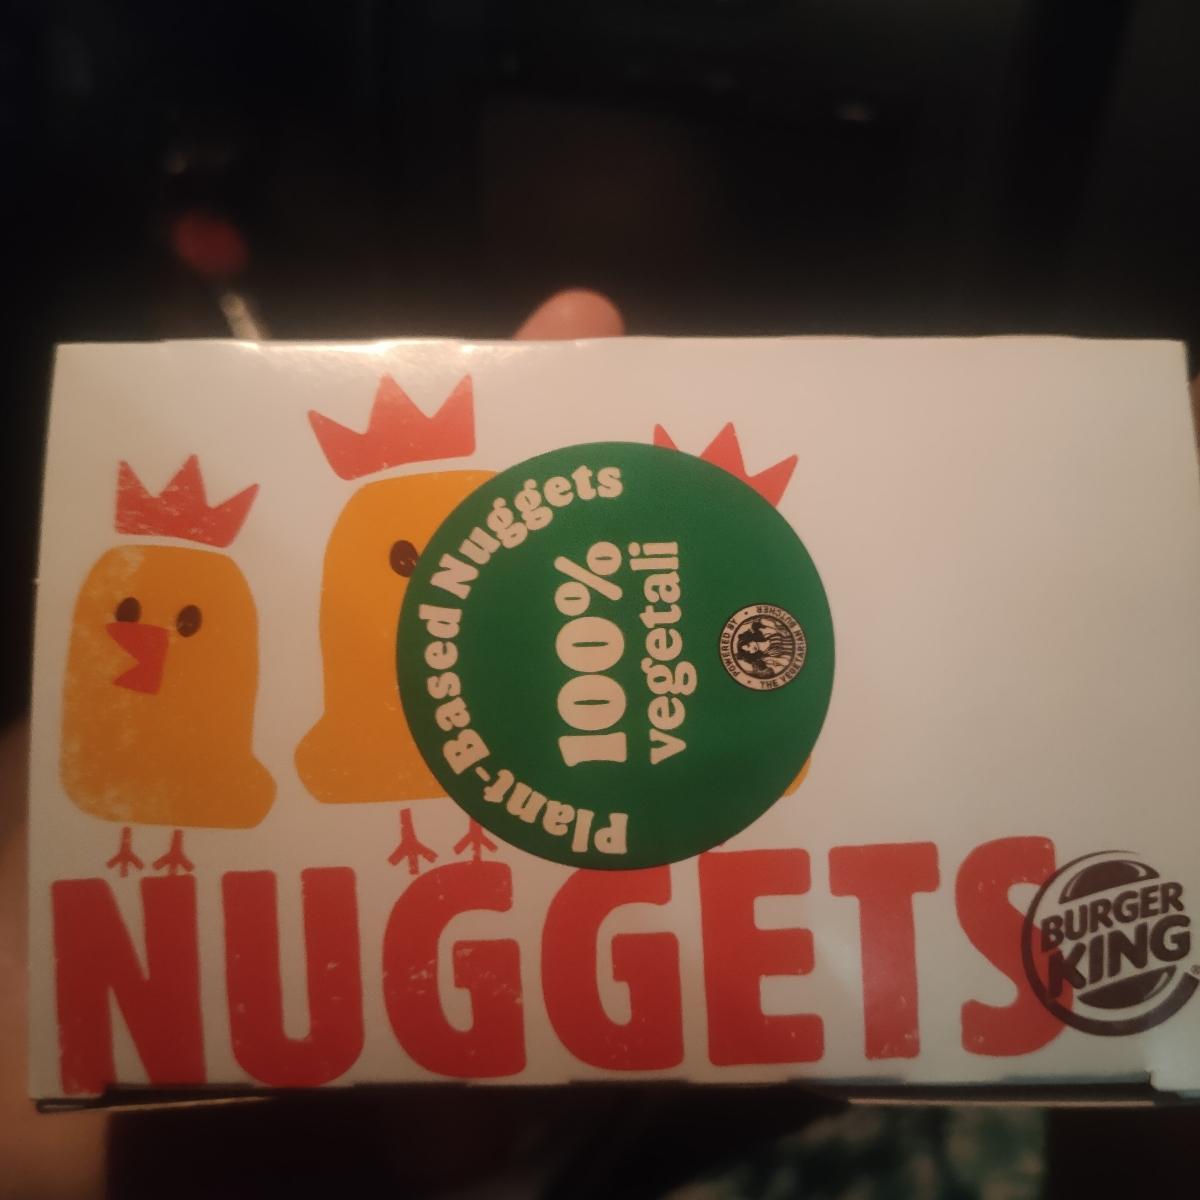 Plant-Based Nuggets
100%
vegetali
POWERED BY
THE VEGETARIAN BUTCHER
NUGGETS
BURGER
KING